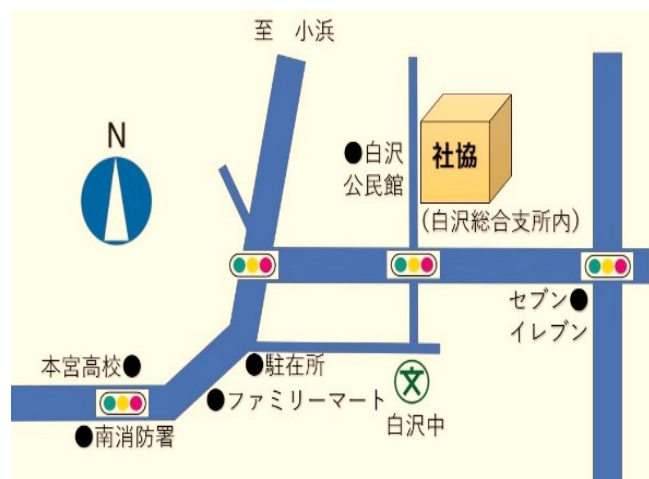 至 小浜
N
白沢
公民館
社協
(白沢総合支所内)
セブン
イレブン
本宮高校
駐在所
ファミリーマート
文
白沢中
南消防署